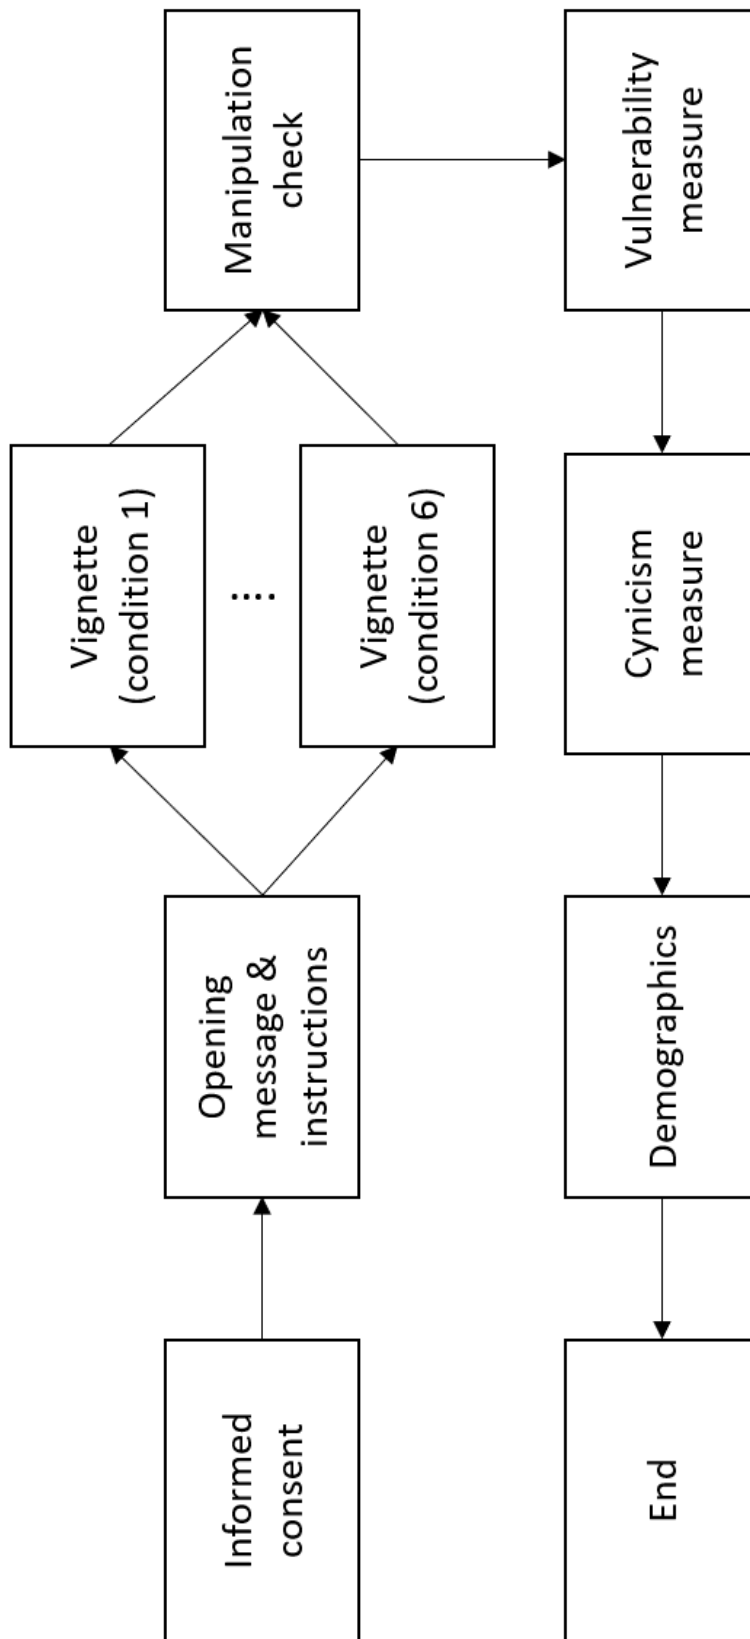 Informed
consent
Opening
message &
instructions
Vignette
(condition 1)
....
Vignette
(condition 6)
Manipulation
check
Vulnerability
measure
Cynicism
measure
Demographics
End